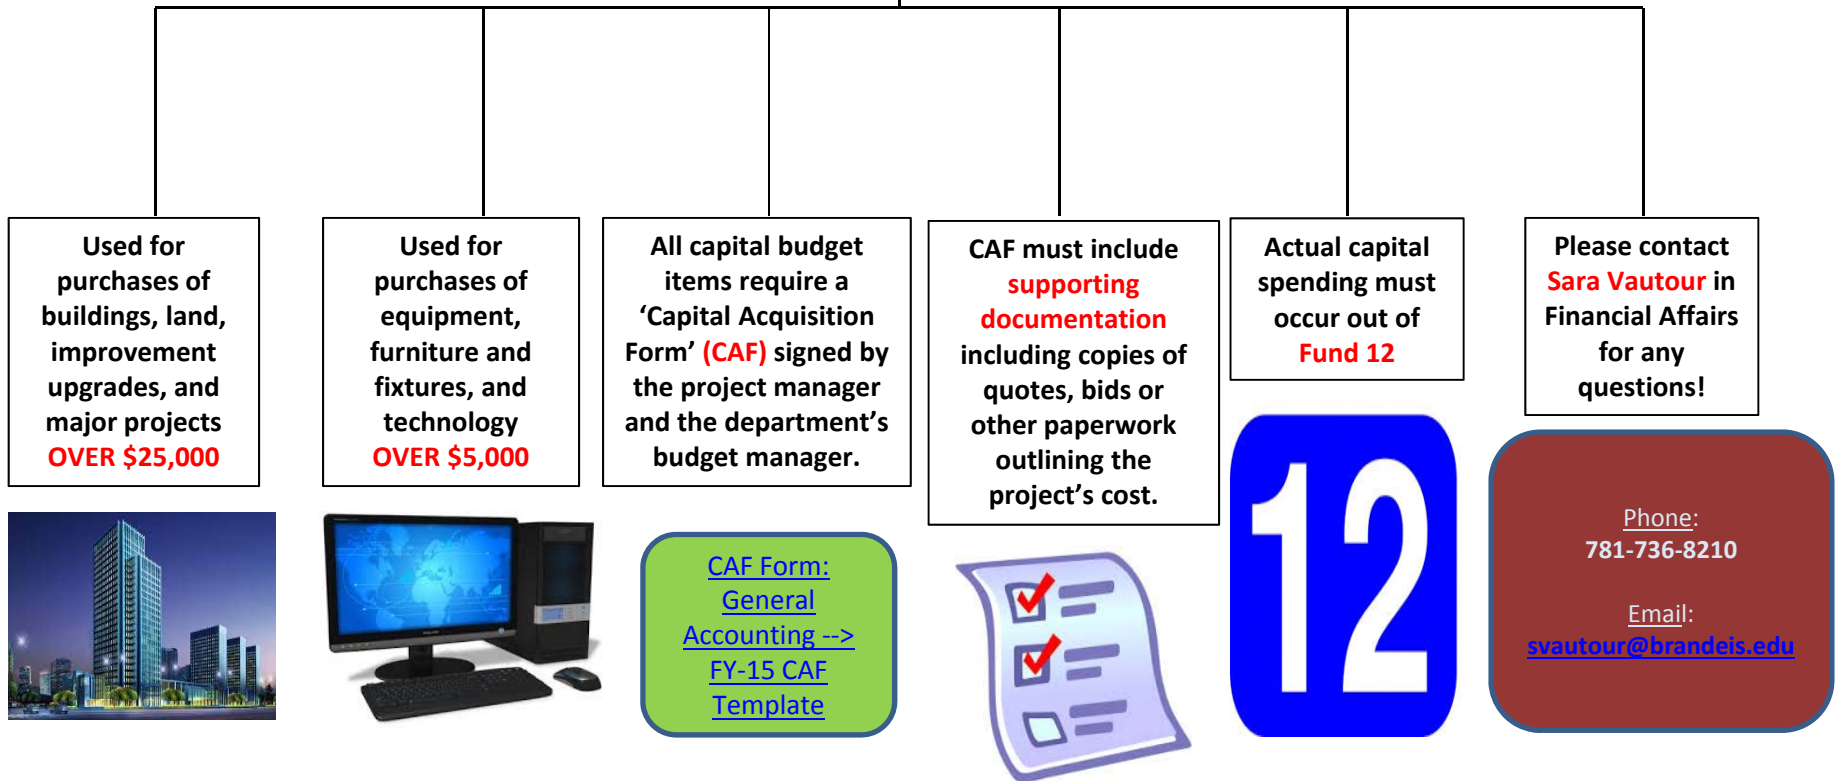 Used for
purchases of
buildings, land,
improvement
upgrades, and
major projects
OVER $25,000
Used for
purchases of
equipment,
furniture and
fixtures, and
technology
OVER $5,000
All capital budget
items require a
‘Capital Acquisition
Form’ (CAF) signed by
the project manager
and the department’s
budget manager.
CAF must include
supporting
documentation
including copies of
quotes, bids or
other paperwork
outlining the
project’s cost.
Actual capital
spending must
occur out of
Fund 12
Please contact
Sara Vautour in
Financial Affairs
for any
questions!
CAF Form:
General
Accounting -->
FY-15 CAF
Template
12
Phone:
781-736-8210
Email:
svautour@brandeis.edu